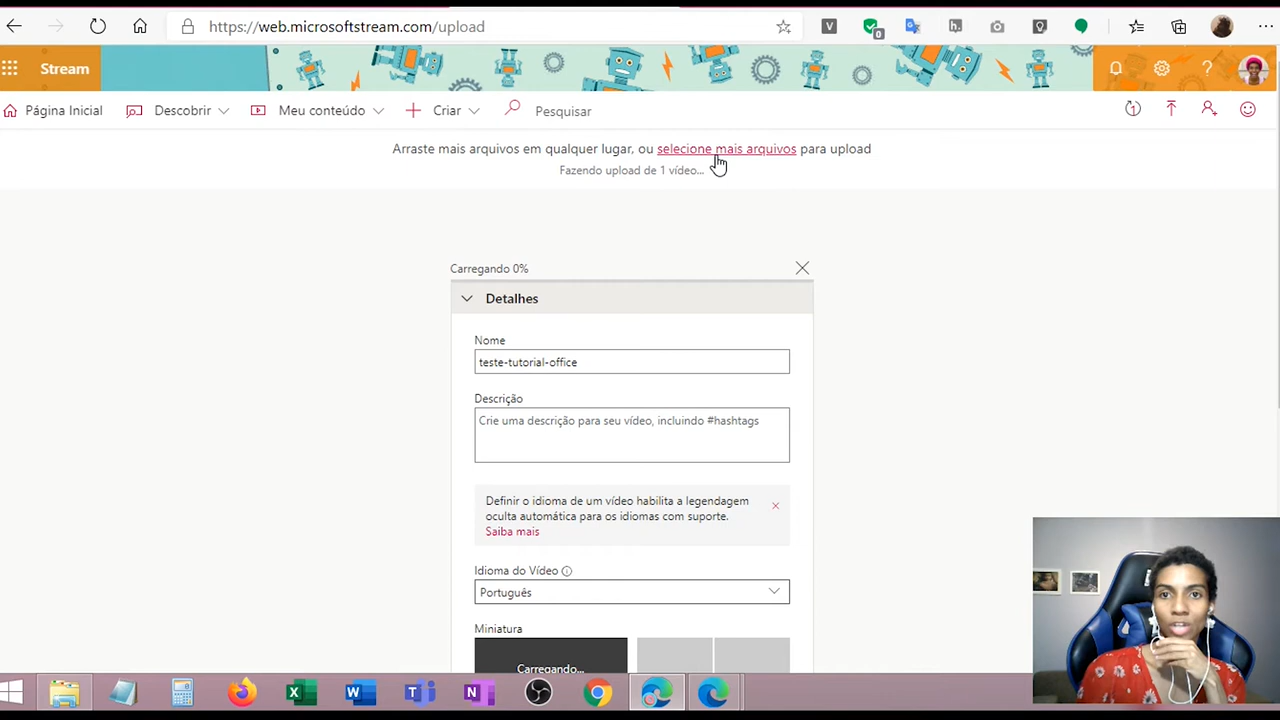 https://web.microsoftstream.com/upload
V
0
h.
Stream
?
Página Inicial
Descobrir
Meu conteúdo
Criar
Pesquisar
1
Arraste mais arquivos em qualquer lugar, ou selecione mais arquivos para upload
Fazendo upload de 1 vídeo...
Carregando 0%
Detalhes
Nome
teste-tutorial-office
Descrição
Crie uma descrição para seu vídeo, incluindo #hashtags
Definir o idioma de um vídeo habilita a legendagem
oculta automática para os idiomas com suporte.
Saiba mais
Idioma do Vídeo
Português
Miniatura
Carregando...